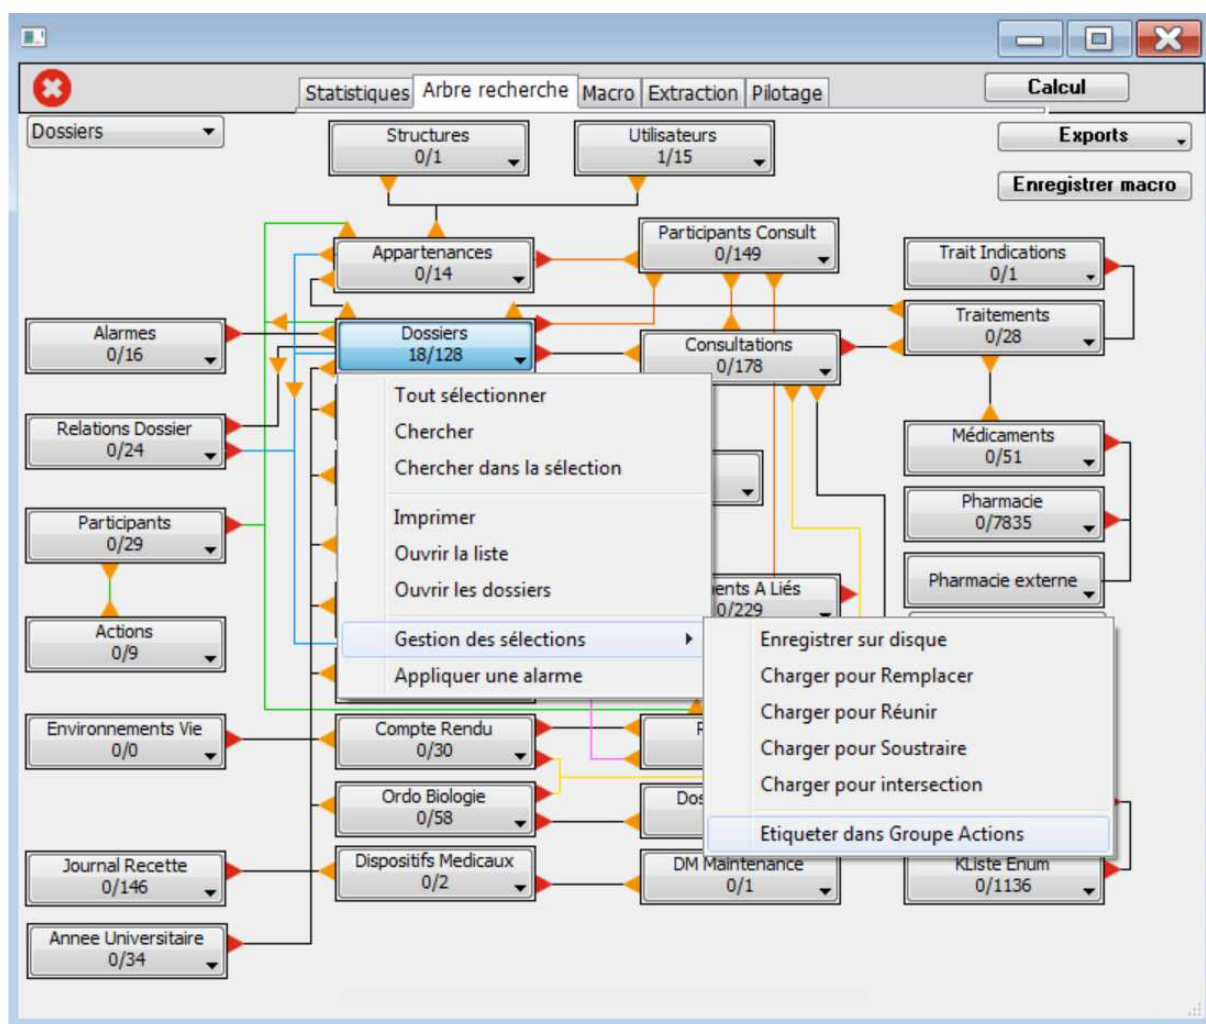 Statistiques Arbre recherche Macro Extraction Pilotage Calcul
Dossiers
Structures
0/1
Utilisateurs
1/15
Exports
Enregistrer macro
Appartenances
0/14
Participants Consult
0/149
Trait Indications
0/1
Alarmes
0/16
Dossiers
18/128
Consultations
0/178
Traitements
0/28
Tout sélectionner
Chercher
Chercher dans la sélection
Imprimer
Ouvrir la liste
Ouvrir les dossiers
Gestion des sélections
Appliquer une alarme
Relations Dossier
0/24
Médicaments
0/51
Participants
0/29
Pharmacie
0/7835
Pharmacie externe
A Liés
0/229
Actions
0/9
Enregistrer sur disque
Charger pour Remplacer
Charger pour Réunir
Charger pour Soustraire
Charger pour intersection
Etiqueter dans Groupe Actions
Environnements Vie
0/0
Compte Rendu
0/30
Ordo Biologie
0/58
Journal Recette
0/146
Dispositifs Medicaux
0/2
DM Maintenance
0/1
KListe Enum
0/1136
Annee Universitaire
0/34